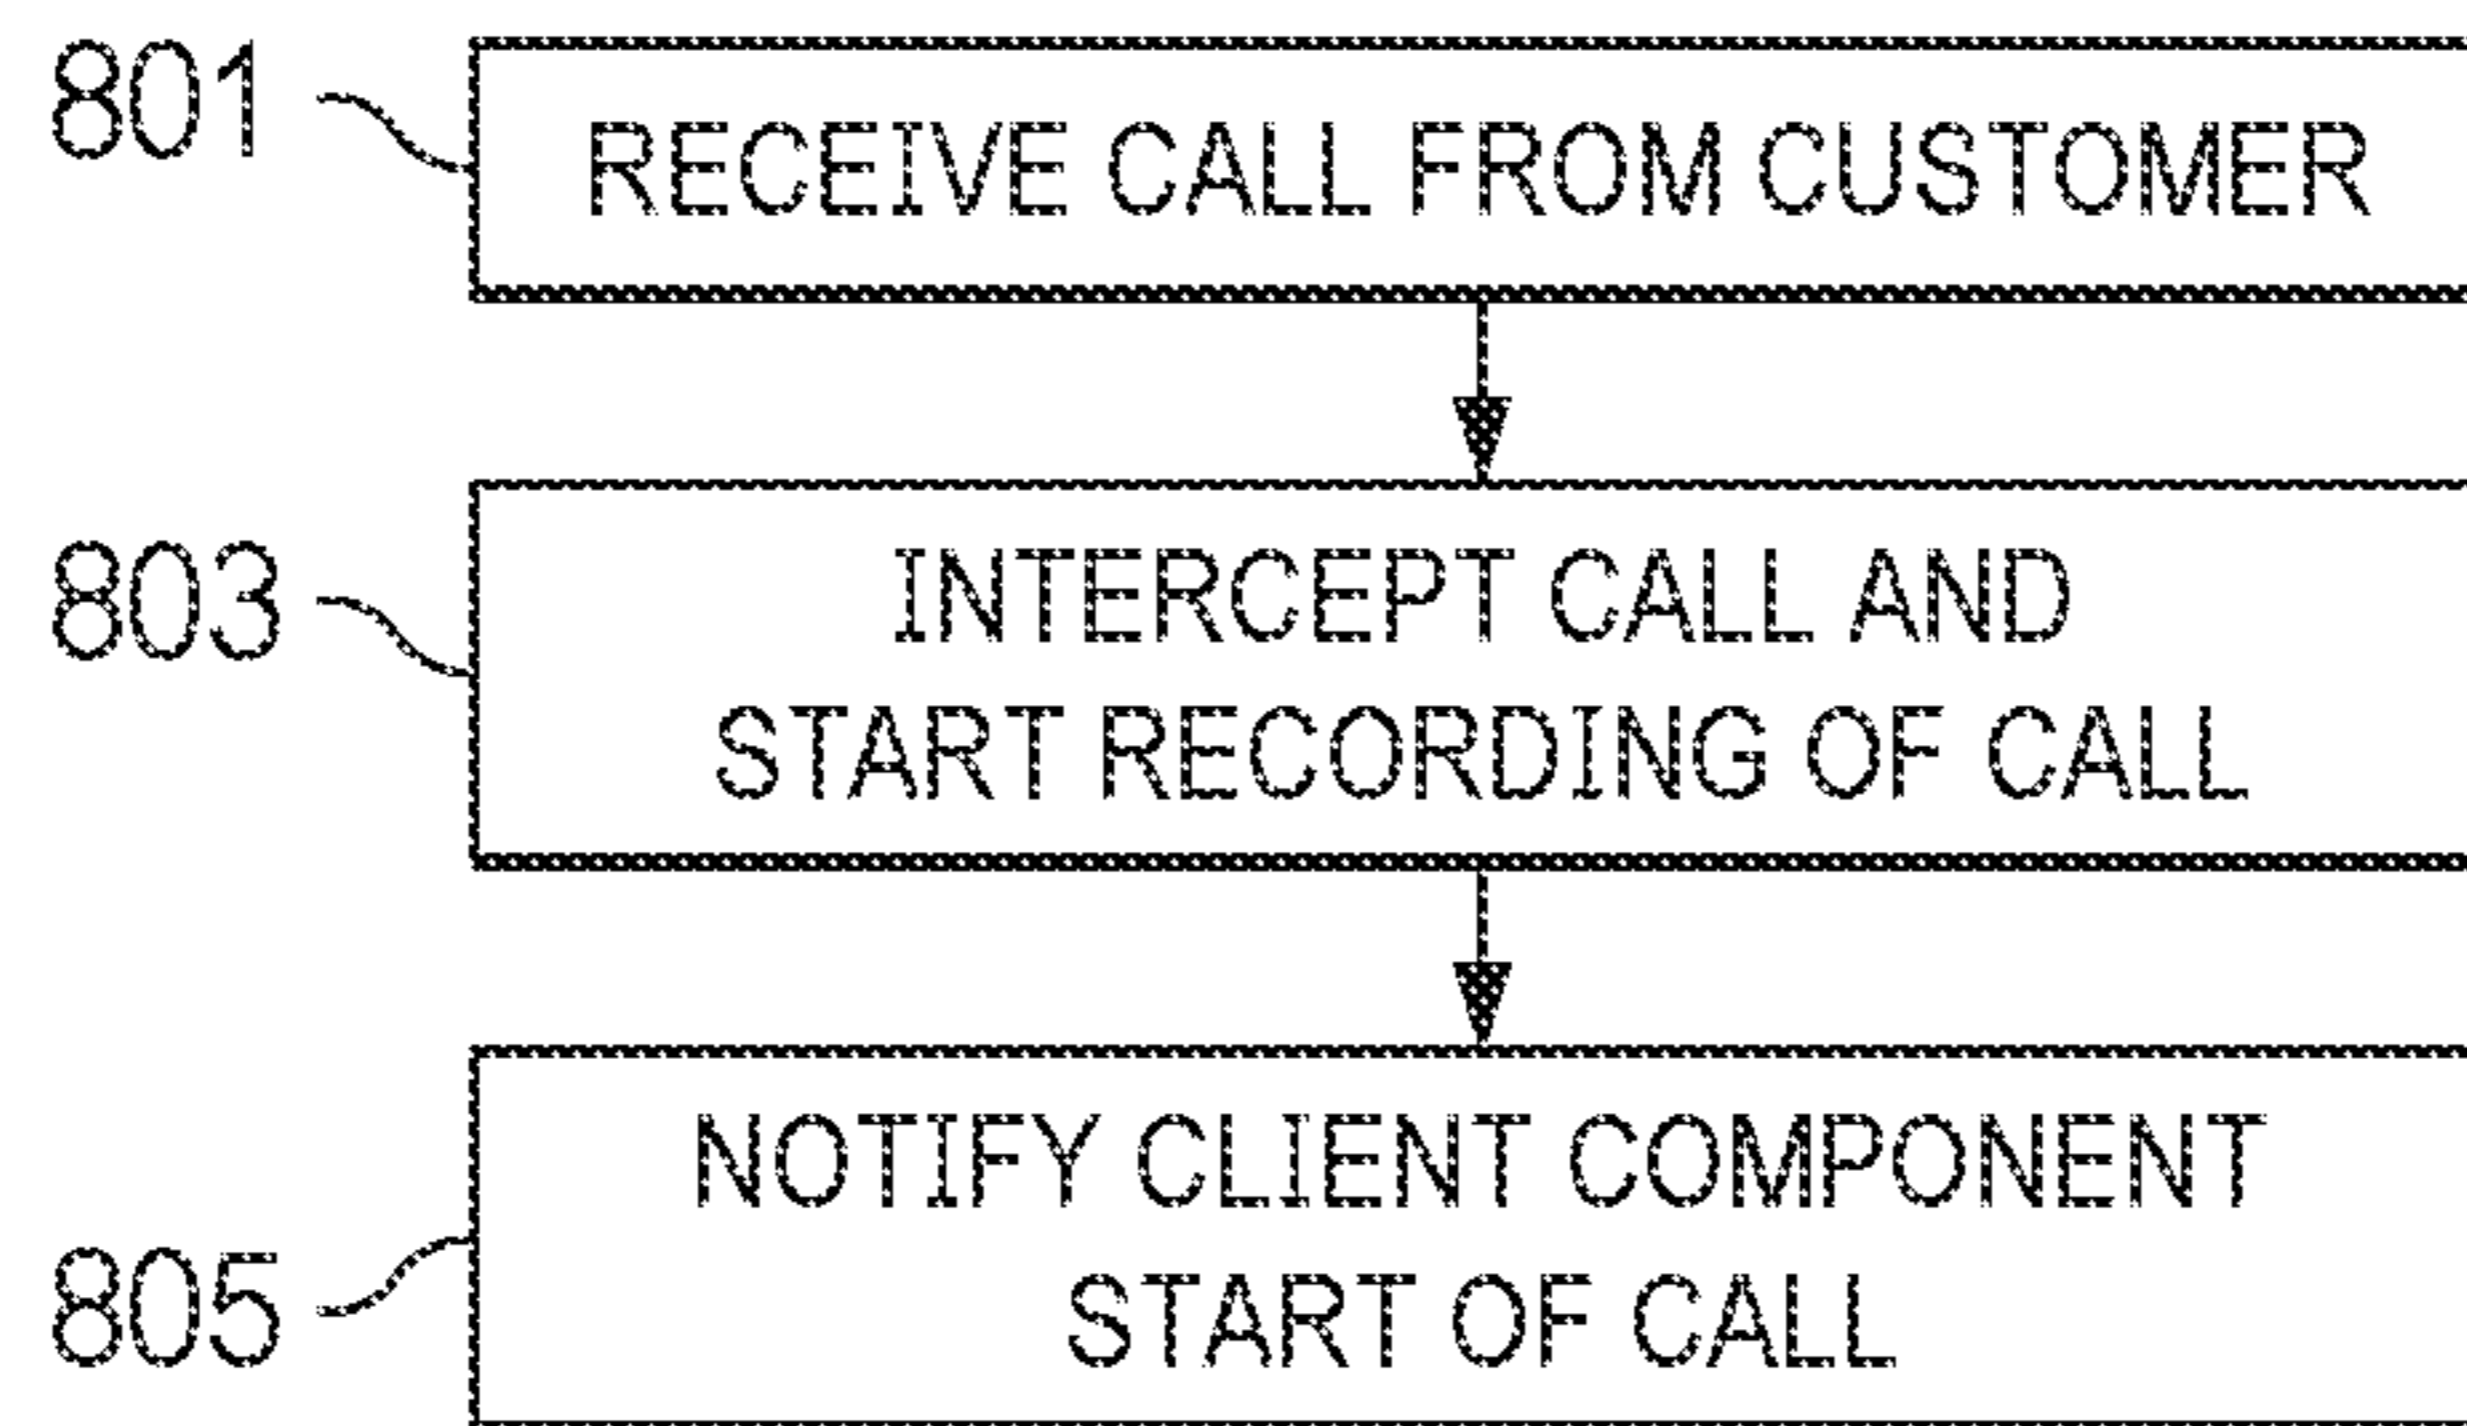 801
RECEIVE CALL FROM CUSTOMER
803
INTERCEPT CALL AND
START RECORDING OF CALL
805
NOTIFY CLIENT COMPONENT
START OF CALL